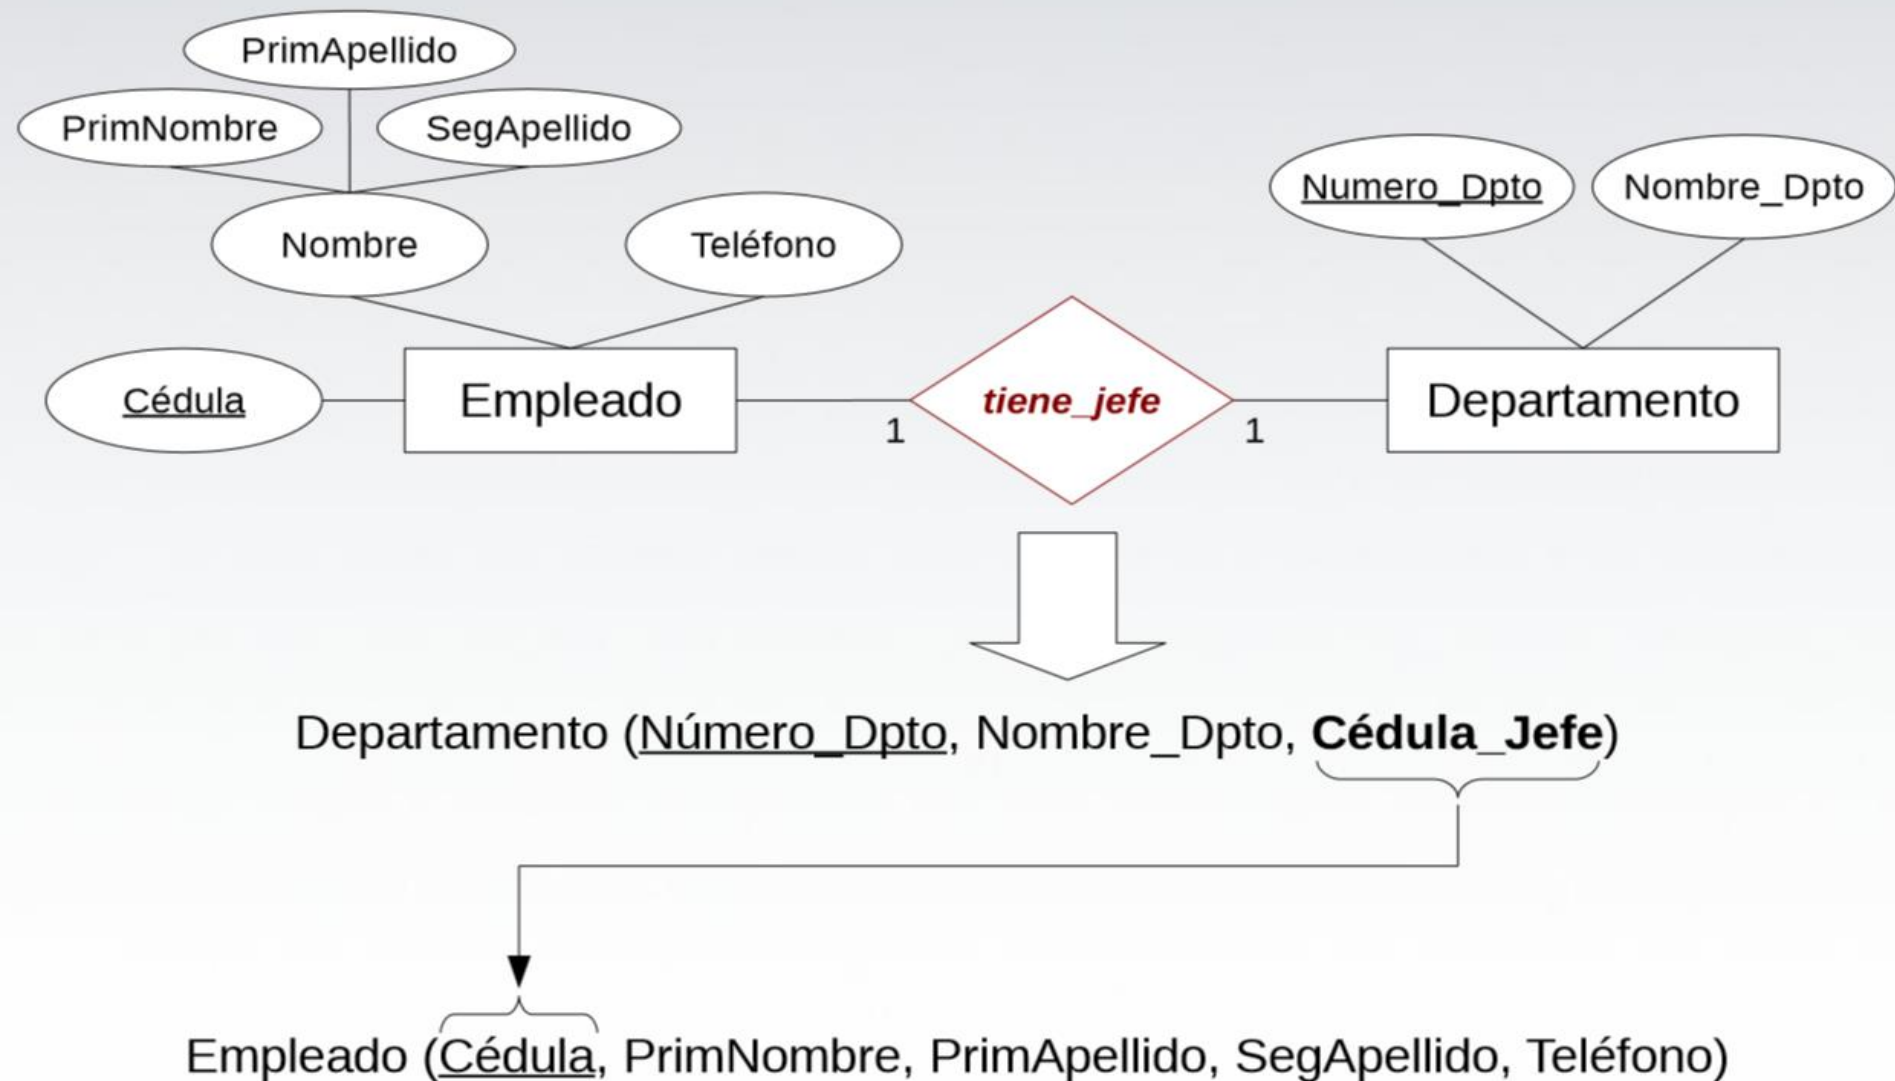 PrimApellido
PrimNombre
SegApellido
Nombre
Teléfono
Numero_Dpto
Nombre_Dpto
Cédula
Empleado
1
tiene_jefe
1
Departamento
Departamento (Número_Dpto, Nombre_Dpto, Cédula_Jefe)
Empleado (Cédula, PrimNombre, PrimApellido, SegApellido, Teléfono)